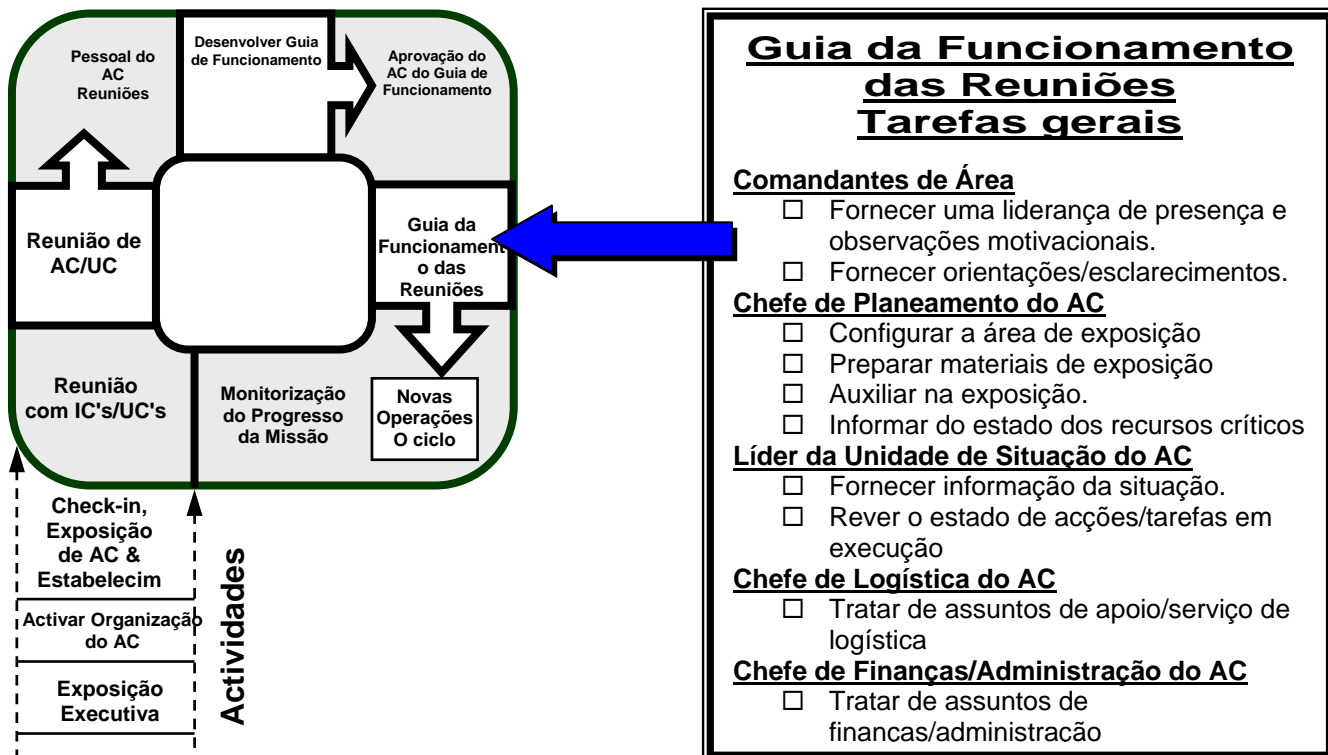 Pessoal do
AC
Reuniões
Desenvolver Guia
de Funcionamento
Aprovação do
AC do Guia de
Funcionamento
Reunião de
AC/UC
Guia da
Funcionament
o das
Reuniões
Reunião
com IC's/UC's
Monitorização
do Progresso
da Missão
Novas
Operações
O ciclo
Check-in,
Exposição
de AC &
Estabelecim
Activar Organização
do AC
Exposição
Executiva
Actividades
Guia da Funcionamento
das Reuniões
Tarefas gerais
Comandantes de Área
☐ Fornecer uma liderança de presença e
observações motivacionais.
☐ Fornecer orientações/esclarecimentos.
Chefe de Planeamento do AC
☐ Configurar a área de exposição
☐ Preparar materiais de exposição
☐ Auxiliar na exposição.
☐ Informar do estado dos recursos críticos
Líder da Unidade de Situação do AC
☐ Fornecer informação da situação.
☐ Rever o estado de acções/tarefas em
execução
Chefe de Logística do AC
☐ Tratar de assuntos de apoio/serviço de
logística
Chefe de Finanças/Administração do AC
☐ Tratar de assuntos de
finanças/administração